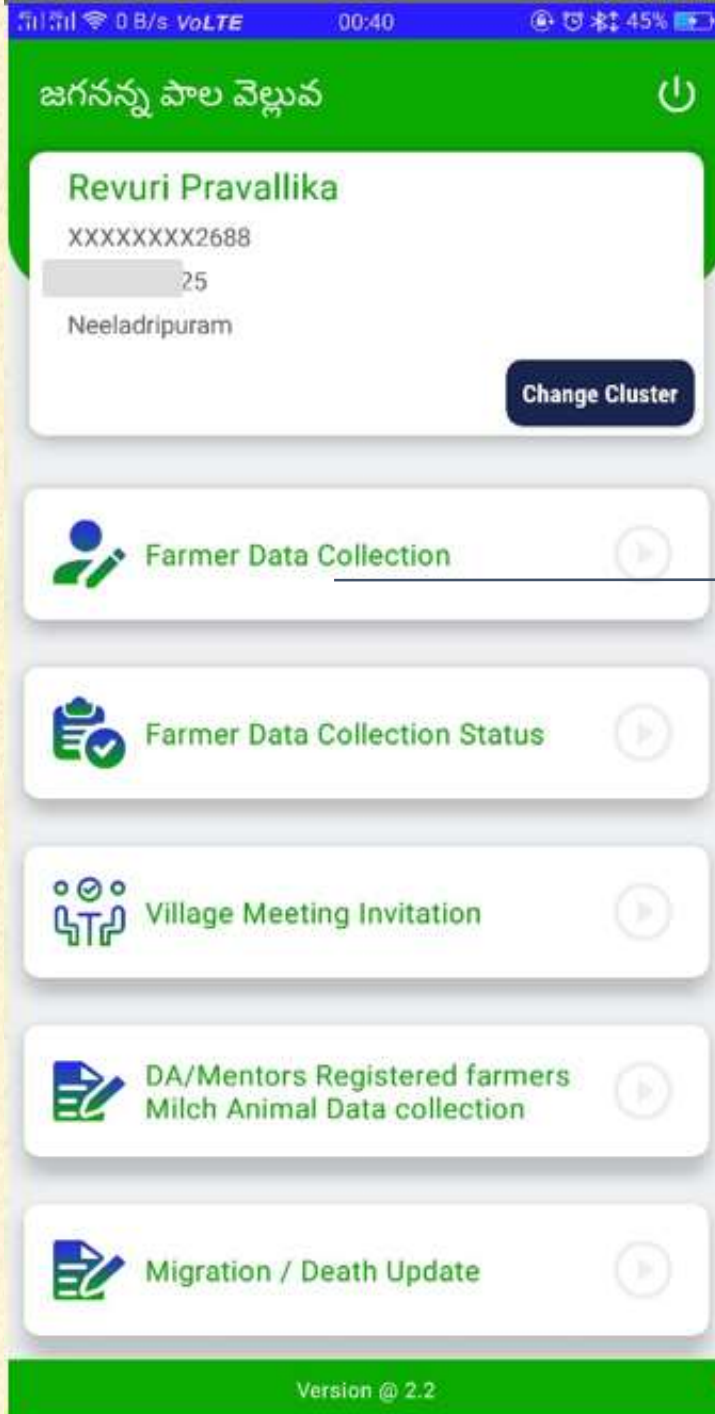 0 B/s VoLTE 00:40 45%
జగనన్న పాల వెల్లువ
Revuri Pravallika
XXXXXXXX2688
25
Neeladripuram
Change Cluster
Farmer Data Collection
Farmer Data Collection Status
Village Meeting Invitation
DA/Mentors Registered farmers
Milch Animal Data collection
Migration / Death Update
Version @ 2.2